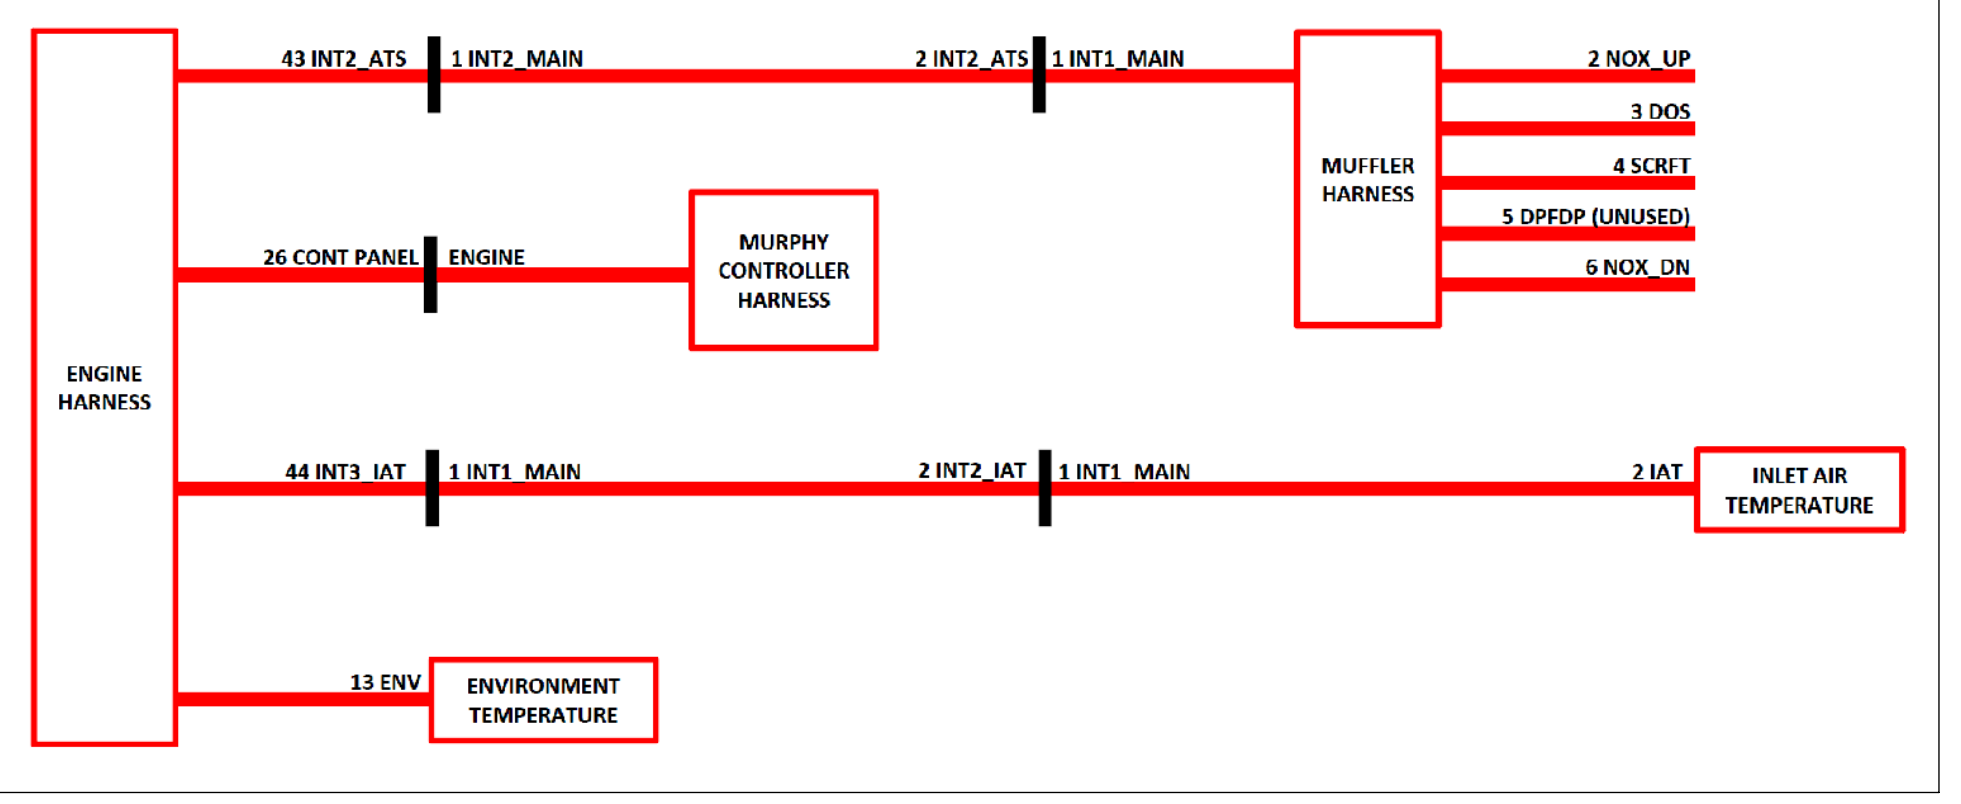 43 INT2_ATS
1 INT2_MAIN
2 INT2_ATS
1 INT1_MAIN
2 NOX_UP
3 DOS
4 SCRFT
5 DPFDP (UNUSED)
6 NOX_DN
MUFFLER
HARNESS
26 CONT PANEL
ENGINE
MURPHY
CONTROLLER
HARNESS
ENGINE
HARNESS
44 INT3_IAT
1 INT1_MAIN
2 INT2_IAT
1 INT1_MAIN
2 IAT
INLET AIR
TEMPERATURE
13 ENV
ENVIRONMENT
TEMPERATURE